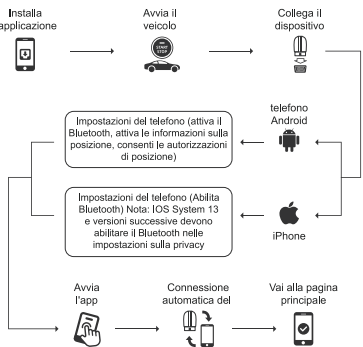 Installa
applicazione
Avvia il
veicolo
START
STOP
Collega il
dispositivo
telefono
Android
Impostazioni del telefono (attiva il
Bluetooth, attiva le informazioni sulla
posizione, consenti le autorizzazioni
di posizione)
Impostazioni del telefono (Abilita
Bluetooth) Nota: IOS System 13
e versioni successive devono
abilitare il Bluetooth nelle
impostazioni sulla privacy
iPhone
Avvia
l'app
Connessione
automatica del
Vai alla pagina
principale